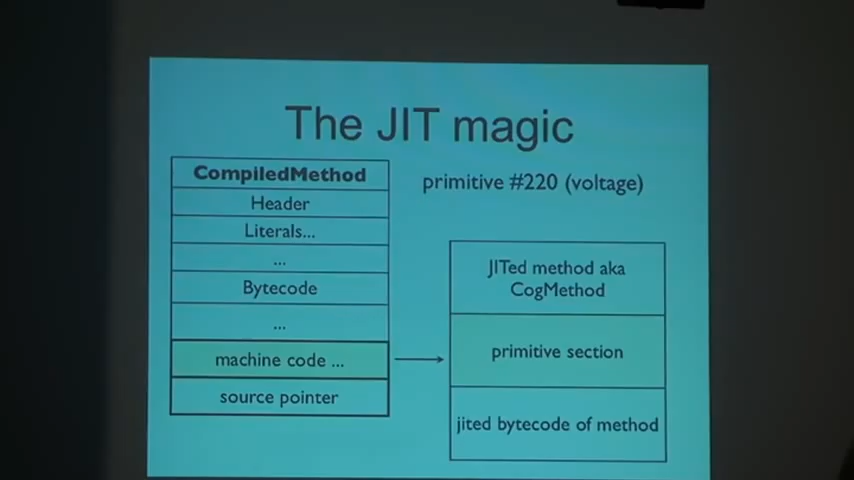 The JIT magic
CompiledMethod
Header
Literals...
...
Bytecode
...
machine code ...
source pointer
primitive #220 (voltage)
JITed method aka
CogMethod
primitive section
jited bytecode of method